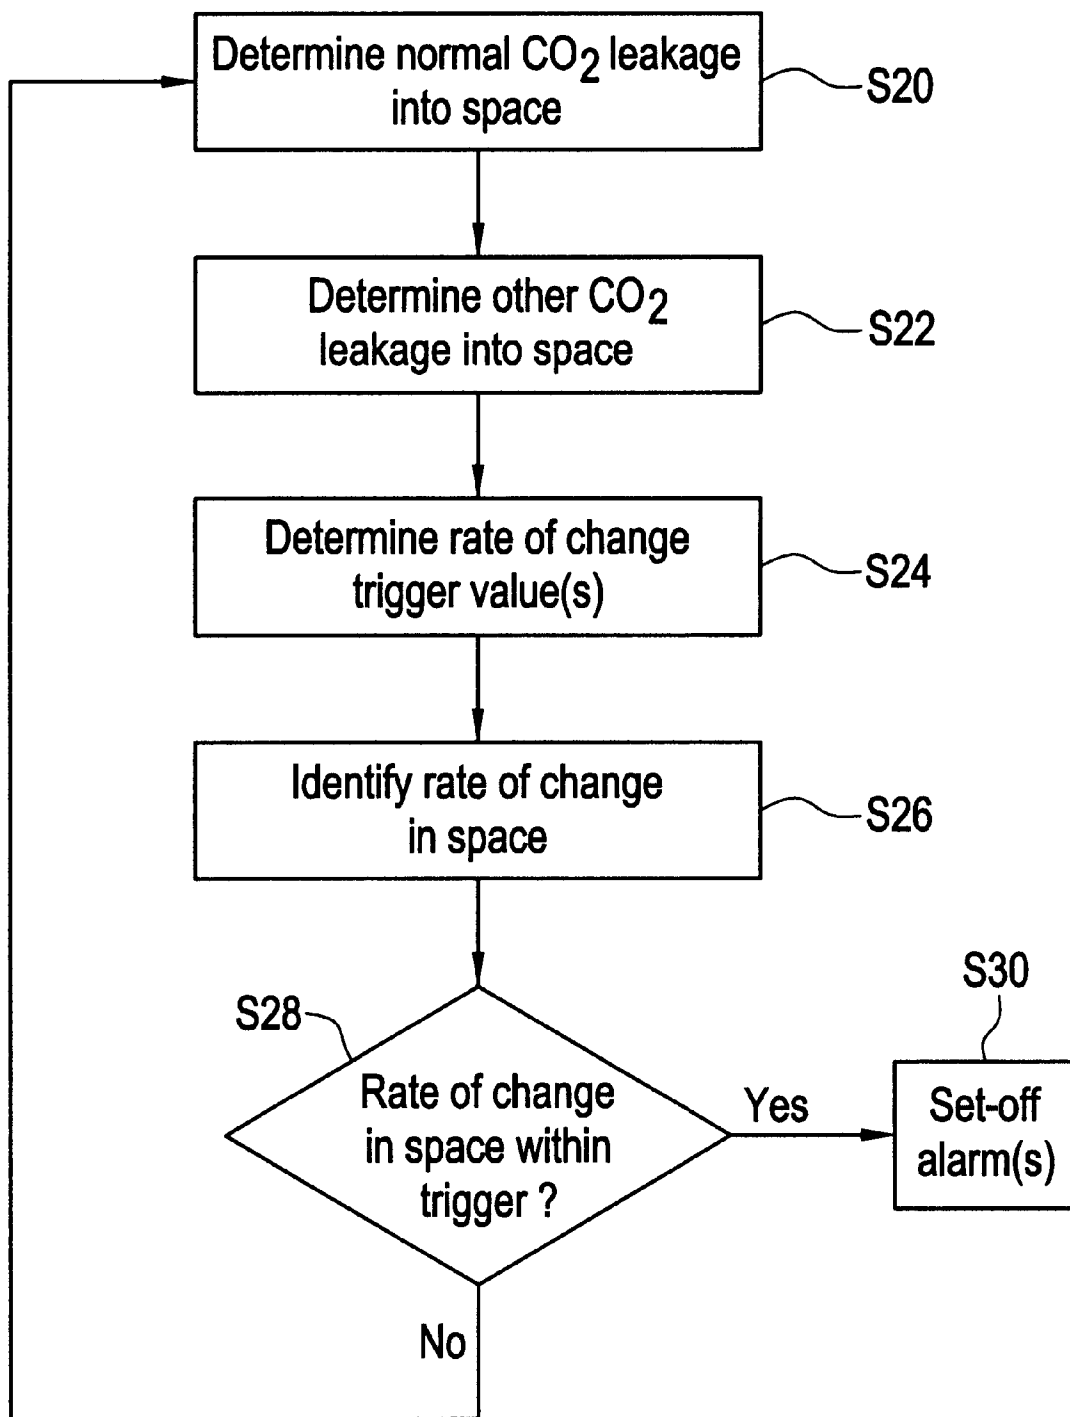 Determine normal CO2 leakage
into space
S20
Determine other CO2
leakage into space
S22
Determine rate of change
trigger value(s)
S24
Identify rate of change
in space
S26
S28
Rate of change
in space within
trigger ?
Yes
S30
Set-off
alarm(s)
No